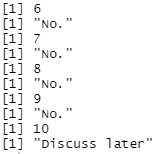 [1] 6
[1] "No."
[1] 7
[1] "No."
[1] 8
[1] "No."
[1] 9
[1] "No."
[1] 10
[1] "Discuss later"